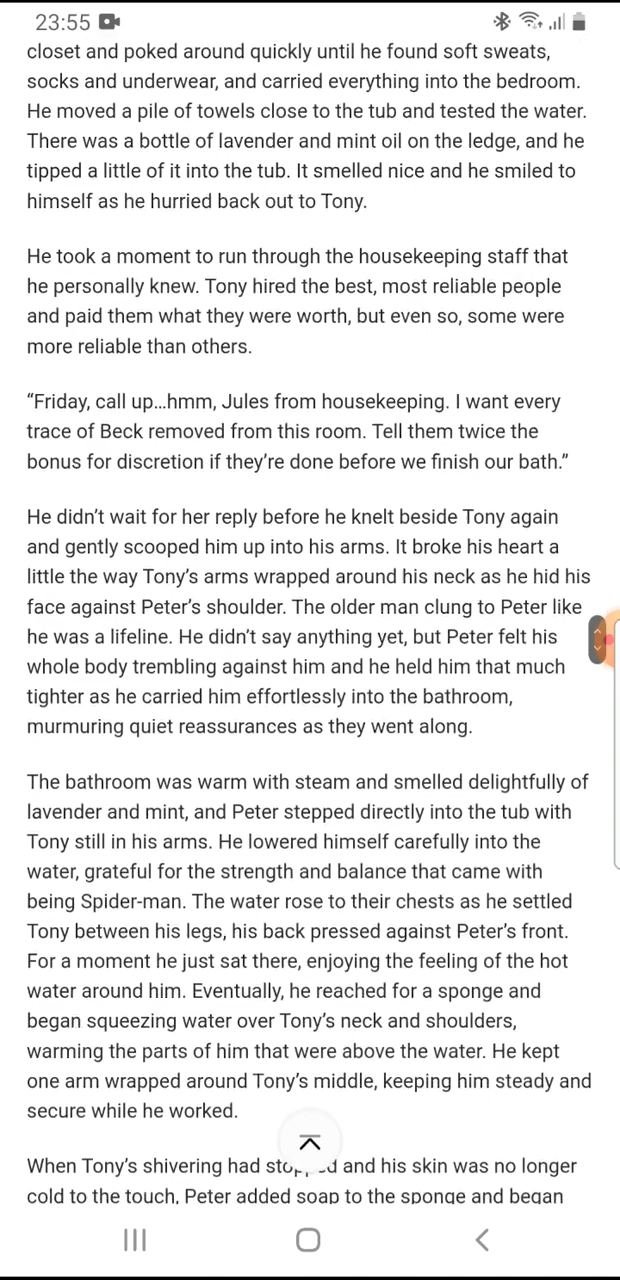 23:55
closet and poked around quickly until he found soft sweats,
socks and underwear, and carried everything into the bedroom.
He moved a pile of towels close to the tub and tested the water.
There was a bottle of lavender and mint oil on the ledge, and he
tipped a little of it into the tub. It smelled nice and he smiled to
himself as he hurried back out to Tony.
He took a moment to run through the housekeeping staff that
he personally knew. Tony hired the best, most reliable people
and paid them what they were worth, but even so, some were
more reliable than others.
“Friday, call up…hmm, Jules from housekeeping. I want every
trace of Beck removed from this room. Tell them twice the
bonus for discretion if they’re done before we finish our bath.”
He didn’t wait for her reply before he knelt beside Tony again
and gently scooped him up into his arms. It broke his heart a
little the way Tony’s arms wrapped around his neck as he hid his
face against Peter’s shoulder. The older man clung to Peter like
he was a lifeline. He didn’t say anything yet, but Peter felt his
whole body trembling against him and he held him that much
tighter as he carried him effortlessly into the bathroom,
murmuring quiet reassurances as they went along.
The bathroom was warm with steam and smelled delightfully of
lavender and mint, and Peter stepped directly into the tub with
Tony still in his arms. He lowered himself carefully into the
water, grateful for the strength and balance that came with
being Spider-man. The water rose to their chests as he settled
Tony between his legs, his back pressed against Peter’s front.
For a moment he just sat there, enjoying the feeling of the hot
water around him. Eventually, he reached for a sponge and
began squeezing water over Tony’s neck and shoulders,
warming the parts of him that were above the water. He kept
one arm wrapped around Tony’s middle, keeping him steady and
secure while he worked.
When Tony’s shivering had stopped and his skin was no longer
cold to the touch, Peter added soap to the sponge and began